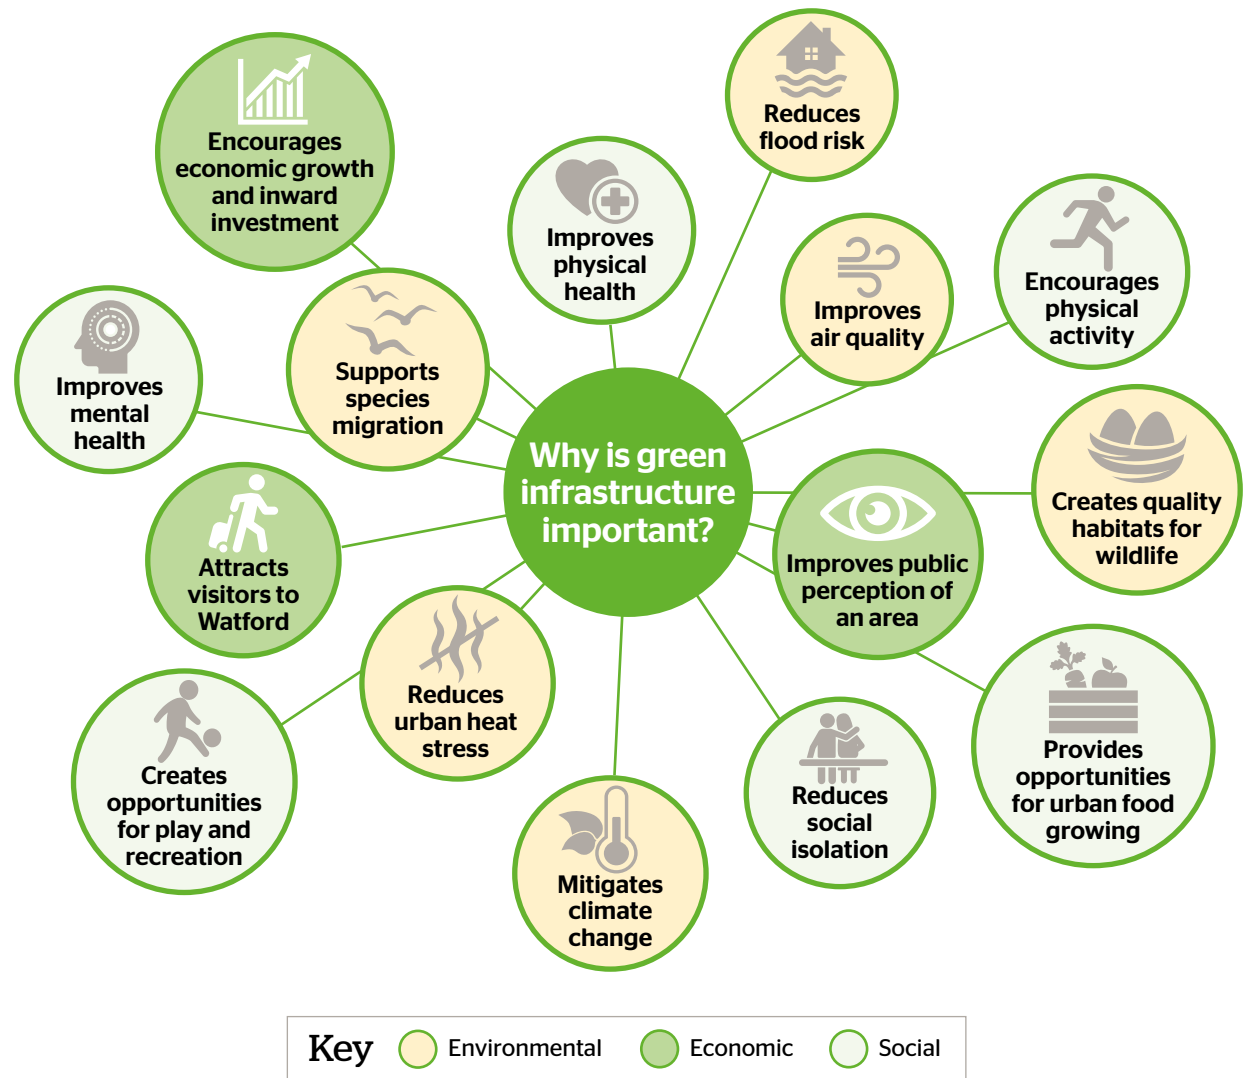 Encourages
economic growth
and inward
investment
Reduces
flood risk
Improves
physical
health
Improves
air quality
Encourages
physical
activity
Improves
mental
health
Supports
species
migration
Why is green
infrastructure
important?
Creates quality
habitats for
wildlife
Attracts
visitors to
Watford
Improves public
perception of
an area
Creates
opportunities
for play and
recreation
Reduces
urban heat
stress
Mitigates
climate
change
Reduces
social
isolation
Provides
opportunities
for urban food
growing
Key Environmental Economic Social